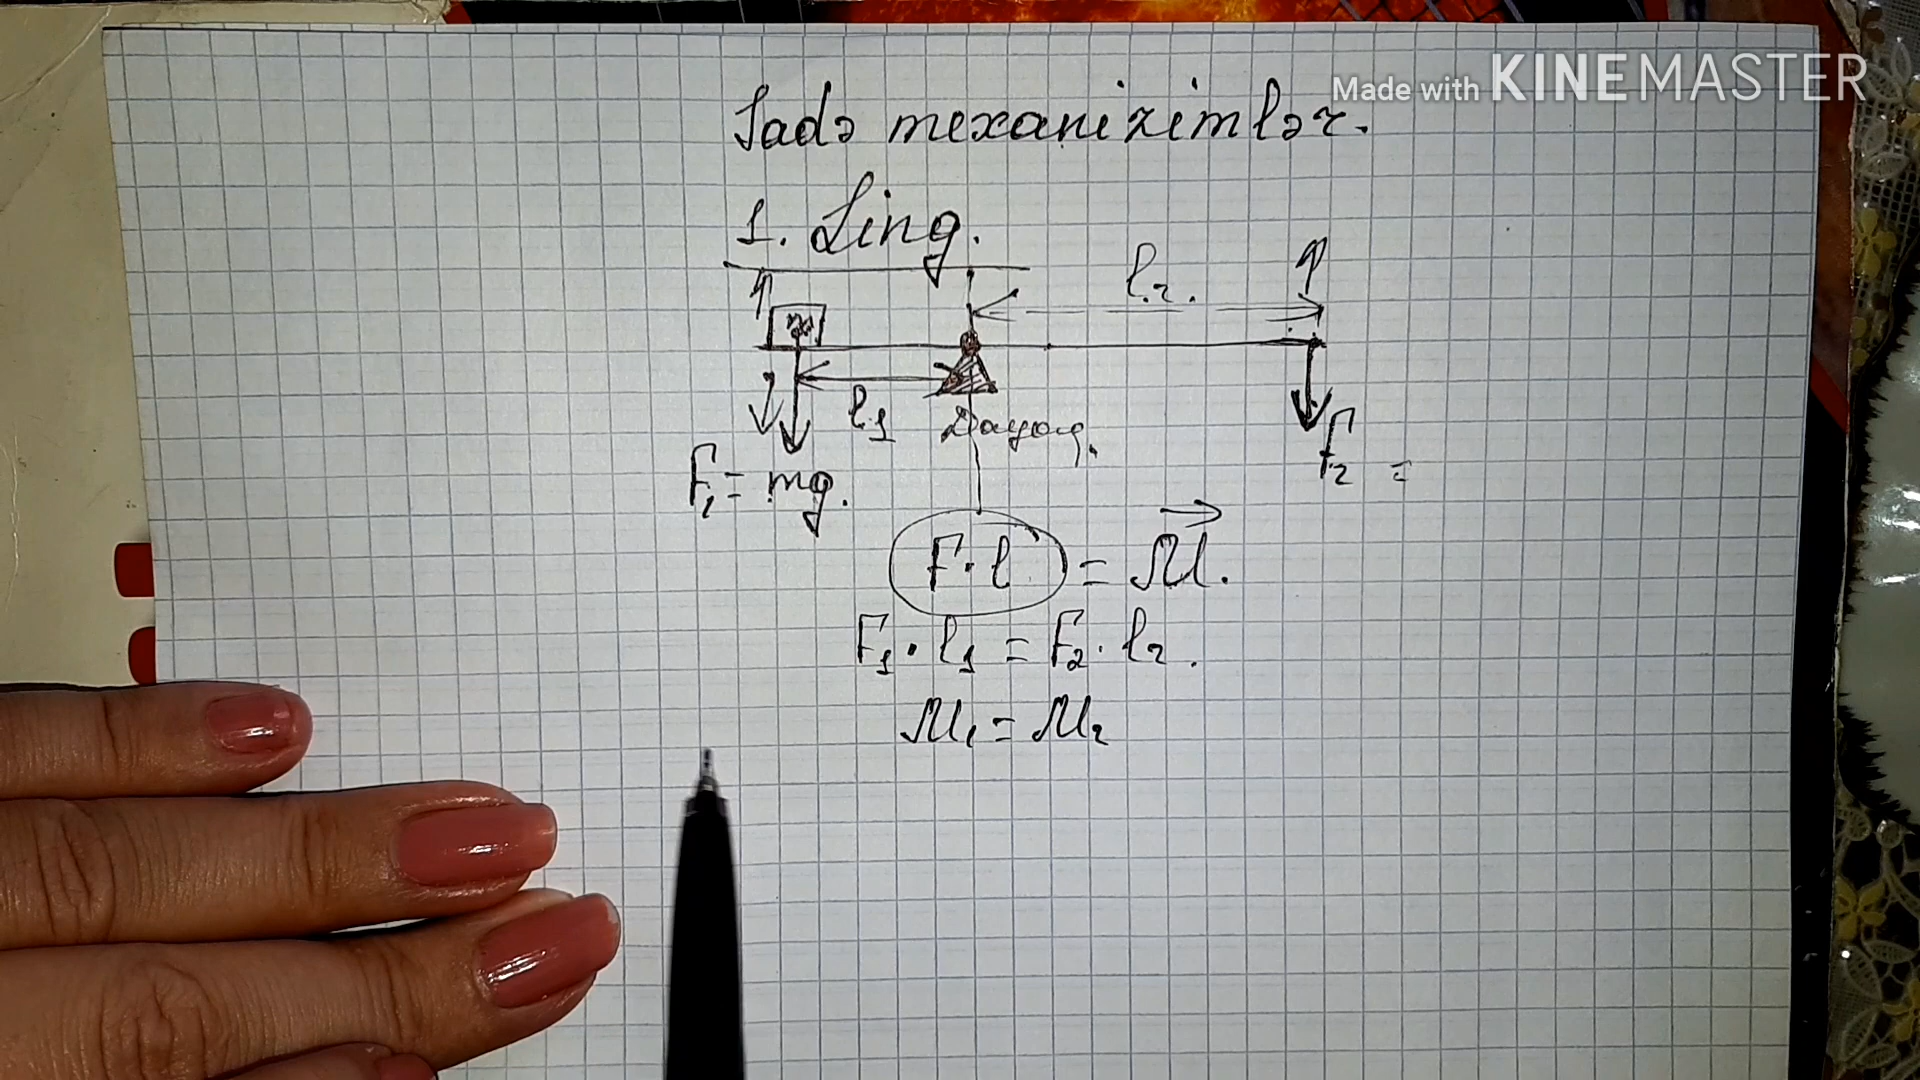 Made with KINEMASTER
Sadə mexanizimlər.
1. Ling.
l₂.
m
l₁
Dayaq.
F₁ = mg.
F₂ =
F · l = M.
F₁ · l₁ = F₂ · l₂.
M₁ = M₂